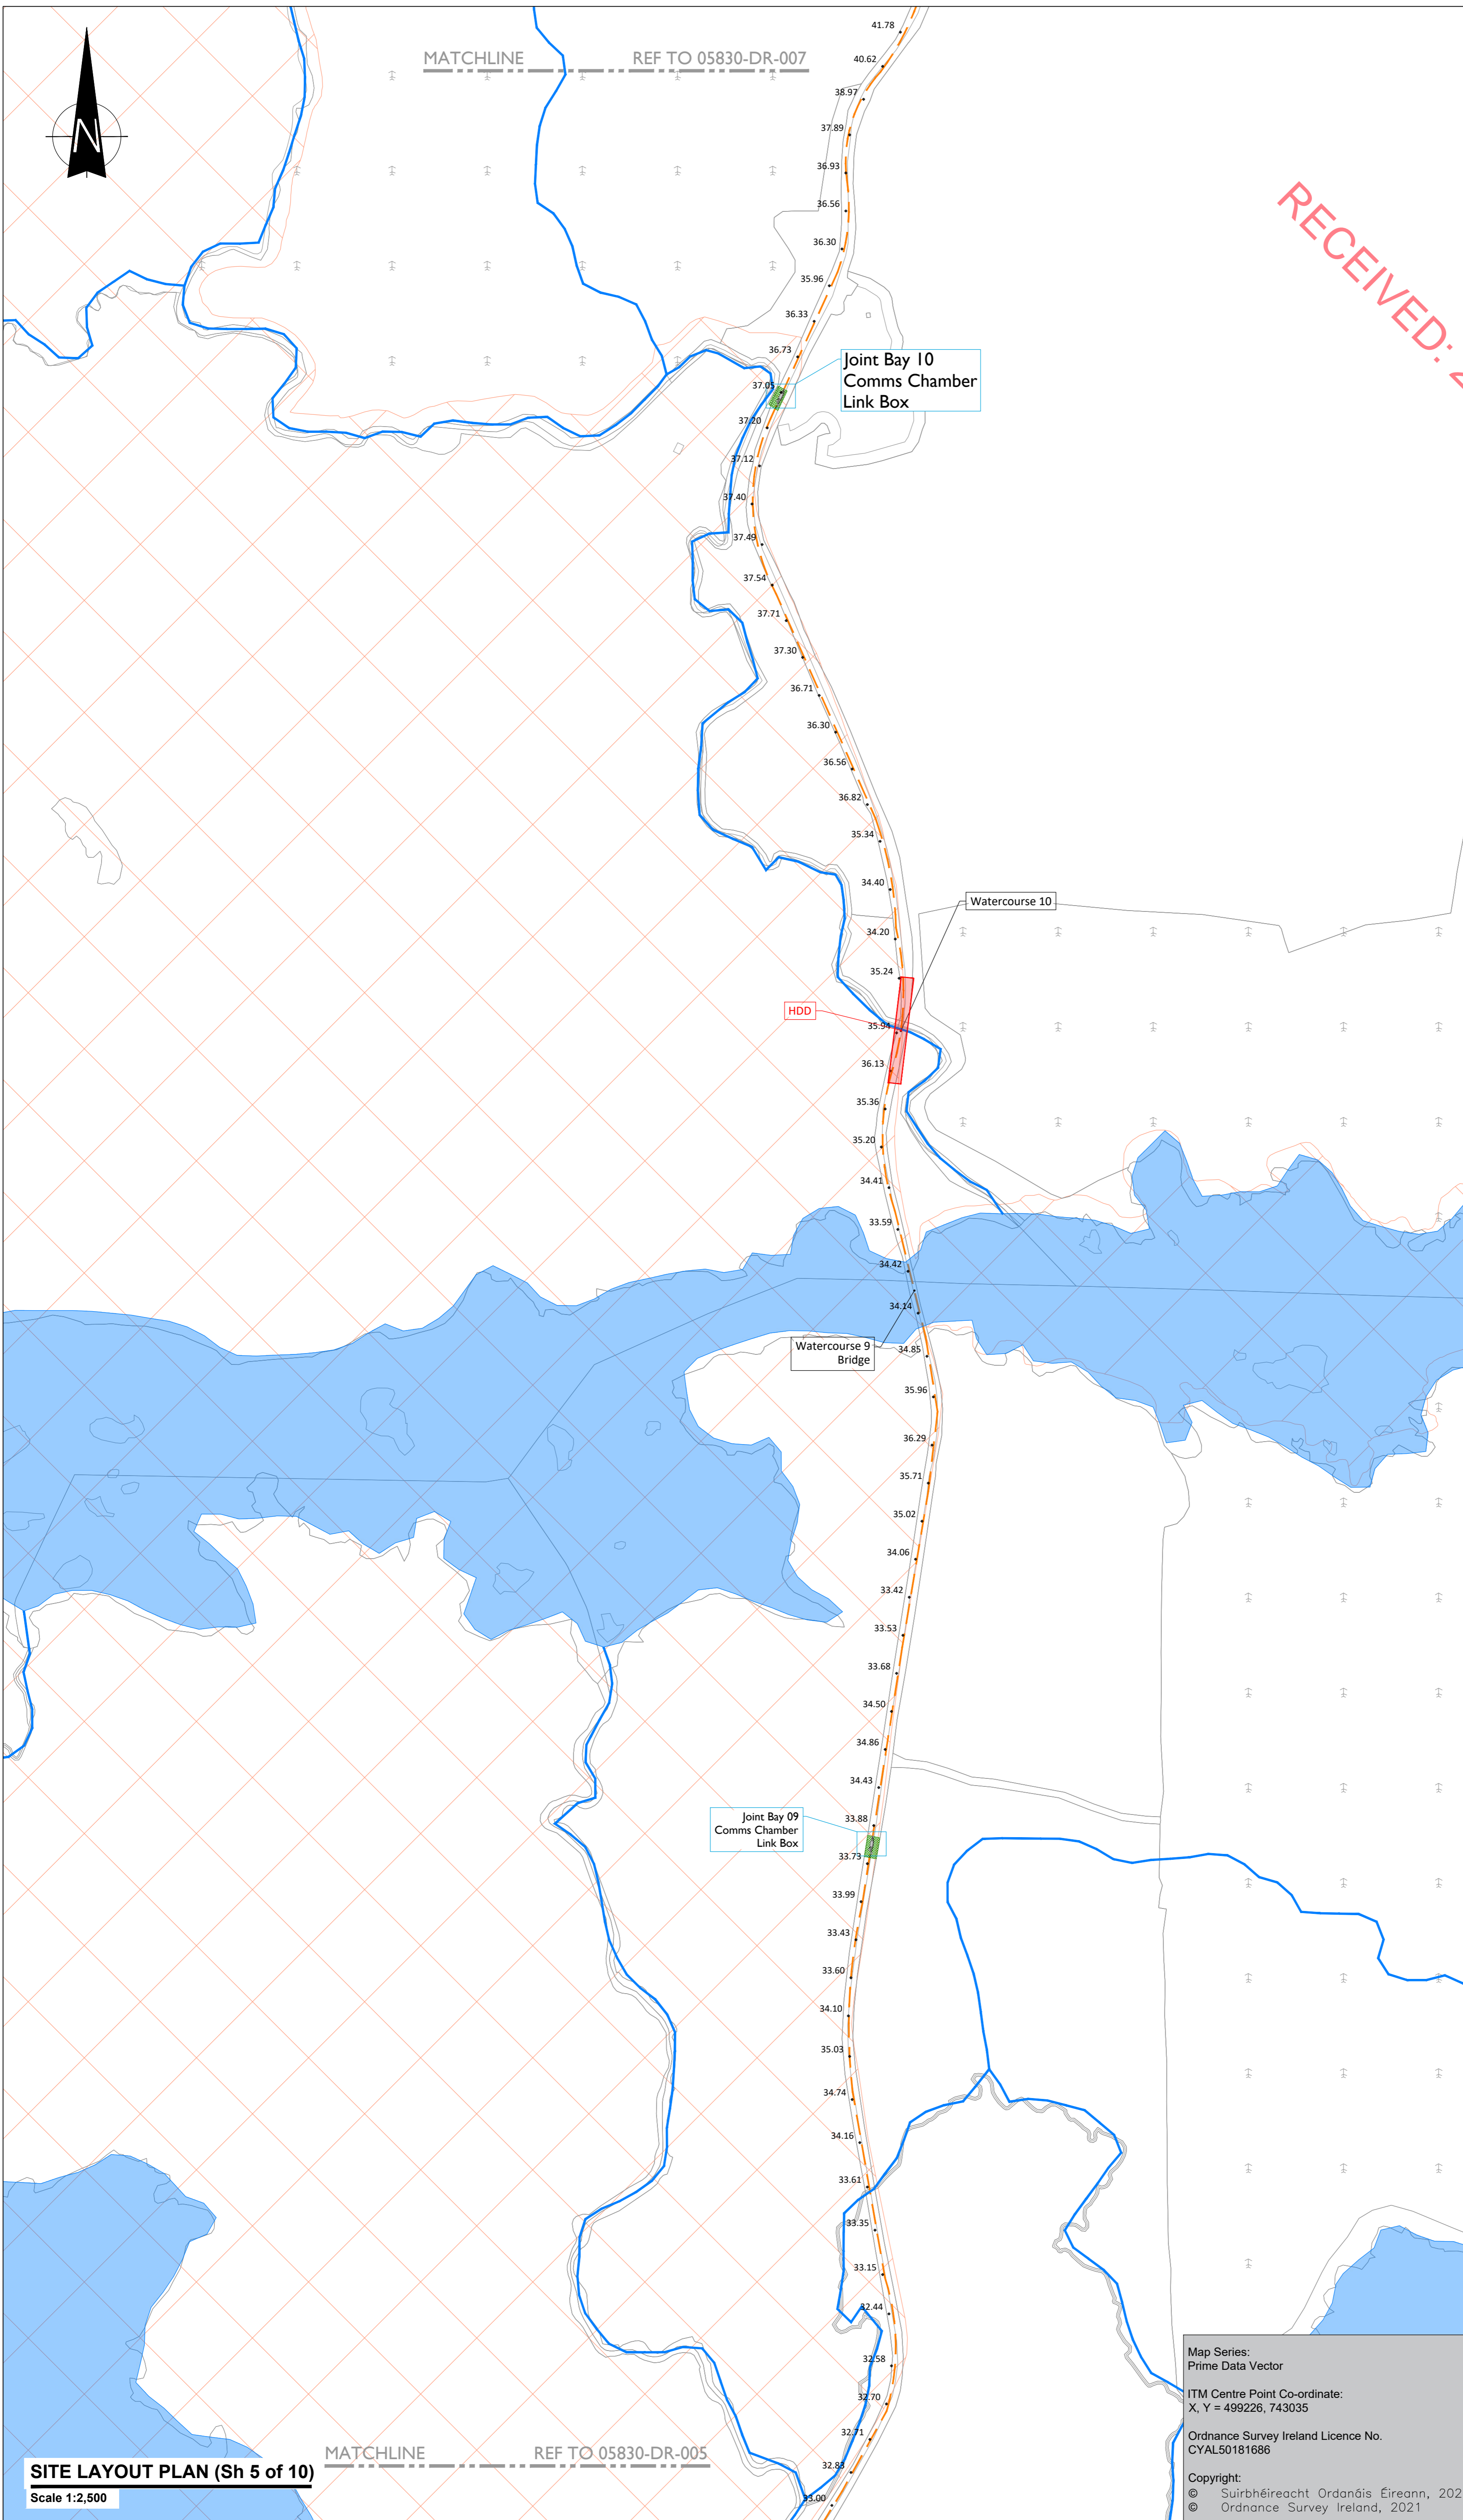 MATCHLINE REF TO 05830-DR-007
N
RECEIVED: 2
41.78
40.62
38.97
37.89
36.93
36.56
36.30
35.96
36.33
36.73
Joint Bay 10
Comms Chamber
Link Box
37.05
37.20
37.12
37.40
37.49
37.54
37.71
37.30
36.71
36.30
36.56
36.82
35.34
34.40
Watercourse 10
34.20
35.24
HDD
35.94
36.13
35.36
35.20
34.41
33.59
34.42
34.14
Watercourse 9
Bridge
34.85
35.96
36.29
35.71
35.02
34.06
33.42
33.53
33.68
34.50
34.86
34.43
Joint Bay 09
Comms Chamber
Link Box
33.88
33.73
33.99
33.43
33.60
34.10
35.03
34.74
34.16
33.61
33.35
33.15
32.44
32.58
32.70
32.71
32.83
33.00
MATCHLINE REF TO 05830-DR-005
SITE LAYOUT PLAN (Sh 5 of 10)
Scale 1:2,500
Map Series:
Prime Data Vector
ITM Centre Point Co-ordinate:
X, Y = 499226, 743035
Ordnance Survey Ireland Licence No.
CYAL50181686
Copyright:
© Suirbhéireacht Ordanáis Éireann, 202
© Ordnance Survey Ireland, 2021